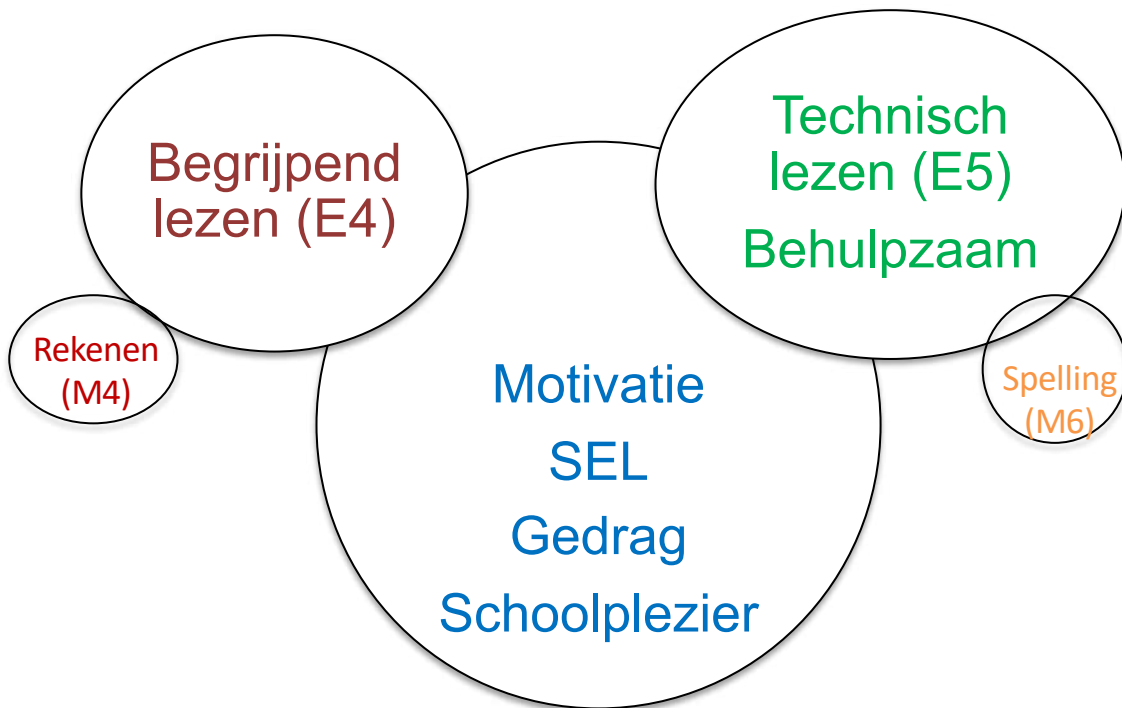 Begrijpend
lezen (E4)
Technisch
lezen (E5)
Behulpzaam
Rekenen
(M4)
Spelling
(M6)
Motivatie
SEL
Gedrag
Schoolplezier